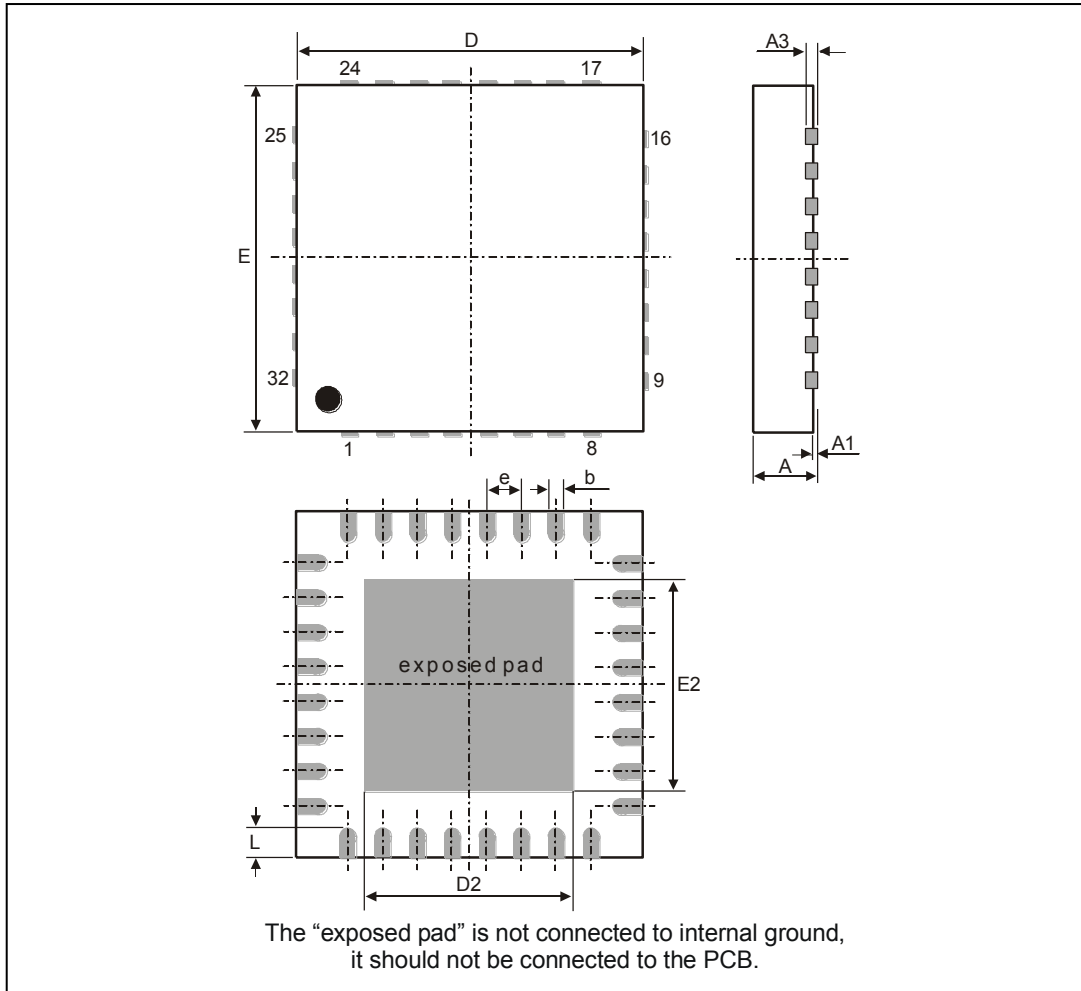 D
A3
24
17
25
16
E
32
9
1
8
A1
A
e
b
exposed pad
E2
L
D2
The “exposed pad” is not connected to internal ground,
it should not be connected to the PCB.